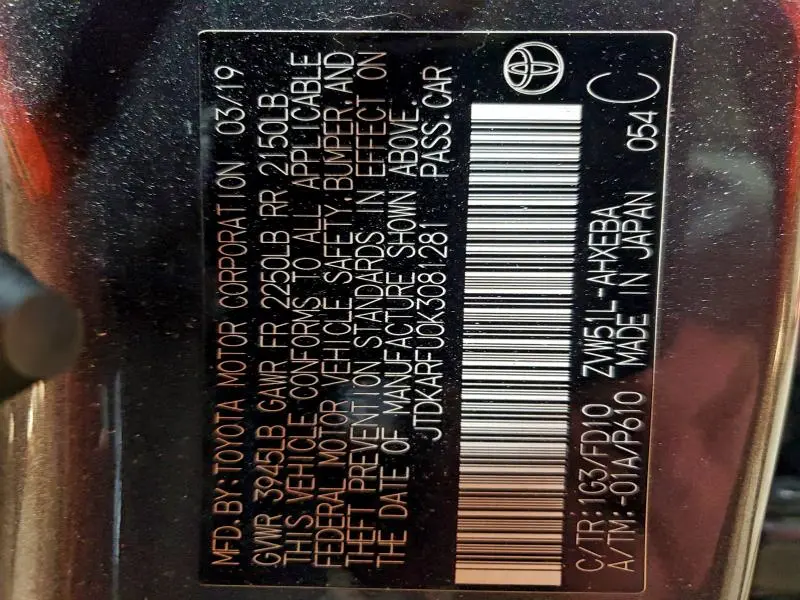 MFD. BY: TOYOTA MOTOR CORPORATION 03/19
GVWR 3945LB GAWR FR 2250LB RR 2150LB
THIS VEHICLE CONFORMS TO ALL APPLICABLE
FEDERAL MOTOR VEHICLE SAFETY, BUMPER, AND
THEFT PREVENTION STANDARDS IN EFFECT ON
THE DATE OF MANUFACTURE SHOWN ABOVE.
JTDKARFU0K3081281 PASS. CAR
C/TR: 1G3/FD10 ZVW51L-AHXEBA
A/TM: -01A/P610 MADE IN JAPAN 054 C